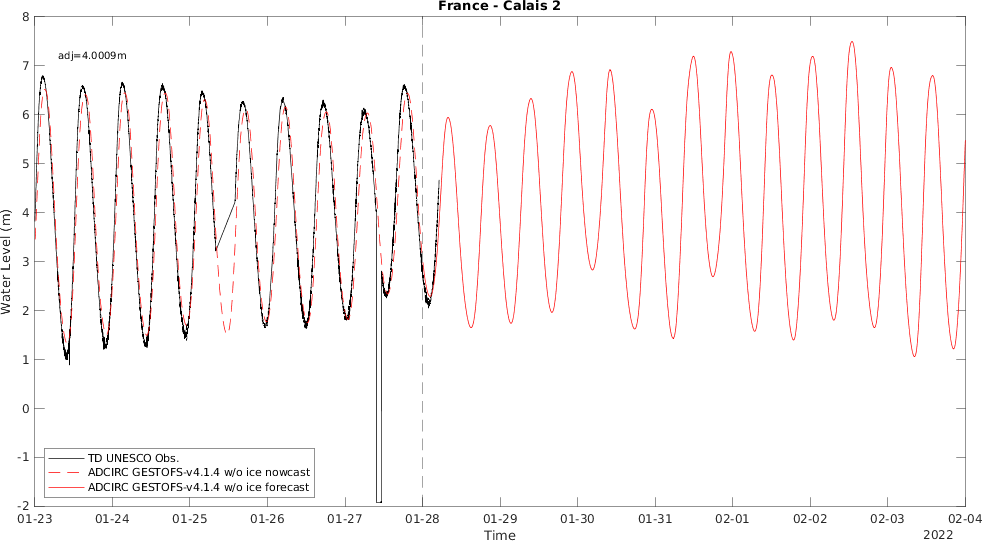 France - Calais 2
adj=4.0009m
8
7
6
5
4
3
2
1
0
-1
-2
Water Level (m)
TD UNESCO Obs.
ADCIRC GESTOFS-v4.1.4 w/o ice nowcast
ADCIRC GESTOFS-v4.1.4 w/o ice forecast
01-23 01-24 01-25 01-26 01-27 01-28 01-29 01-30 01-31 02-01 02-02 02-03 02-04
Time
2022